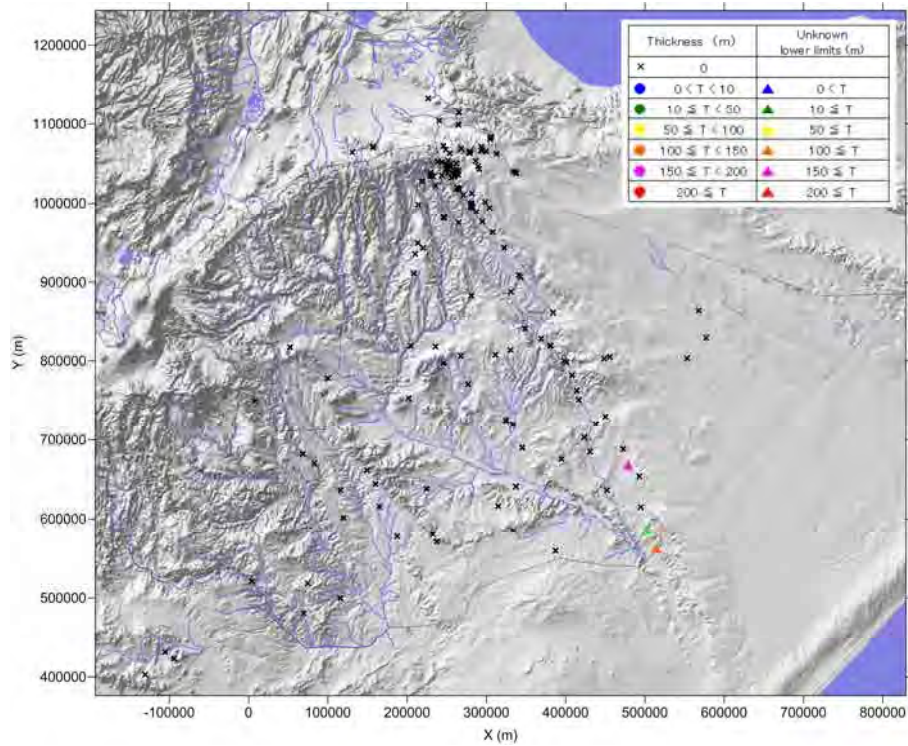 Thickness (m) Unknown lower limits (m)
× 0
0 < T < 10 0 < T
10 ≦ T < 50 10 ≦ T
50 ≦ T < 100 50 ≦ T
100 ≦ T < 150 100 ≦ T
150 ≦ T < 200 150 ≦ T
200 ≦ T 200 ≦ T
1200000
1100000
1000000
900000
800000
700000
600000
500000
400000
Y (m)
-100000 0 100000 200000 300000 400000 500000 600000 700000 800000
X (m)